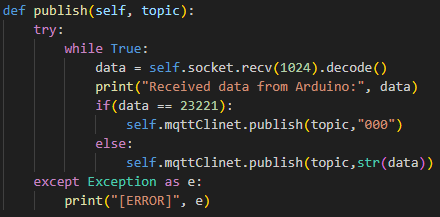 def publish(self, topic):
    try:
        while True:
            data = self.socket.recv(1024).decode()
            print("Received data from Arduino:", data)
            if(data == 23221):
                self.mqttClinet.publish(topic,"000")
            else:
                self.mqttClinet.publish(topic,str(data))
    except Exception as e:
        print("[ERROR]", e)